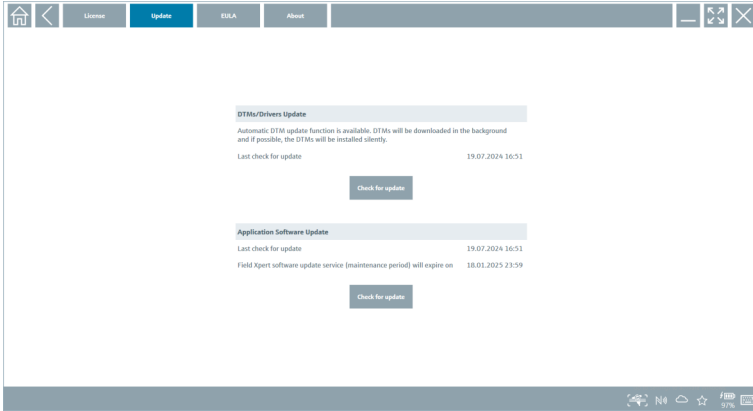 License
Update
EULA
About
DTMs/Drivers Update
Automatic DTM update function is available. DTMs will be downloaded in the background
and if possible, the DTMs will be installed silently.
Last check for update 19.07.2024 16:51
Check for update
Application Software Update
Last check for update 19.07.2024 16:51
Field Xpert software update service (maintenance period) will expire on 18.01.2025 23:59
Check for update
97%